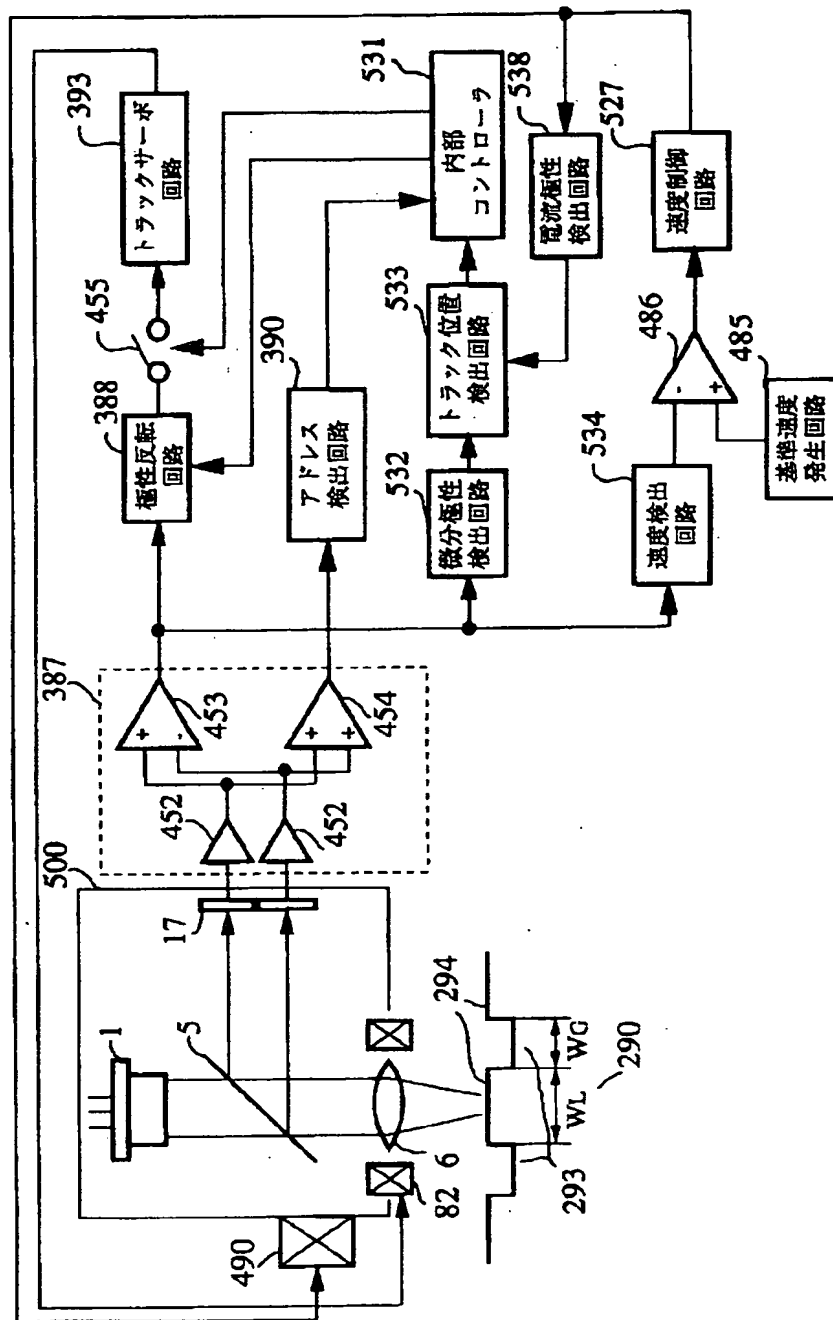 393
トラックサーボ
回路
455
388
極性反転
回路
390
アドレス
検出回路
531
内部
コントローラ
533
トラック位置
検出回路
532
微分極性
検出回路
538
電流極性
検出回路
527
速度制御
回路
486
-
+
485
基準速度
発生回路
534
速度検出
回路
387
+
-
453
+
+
454
452
452
500
17
1
5
6
82
490
294
WG
WL
290
293